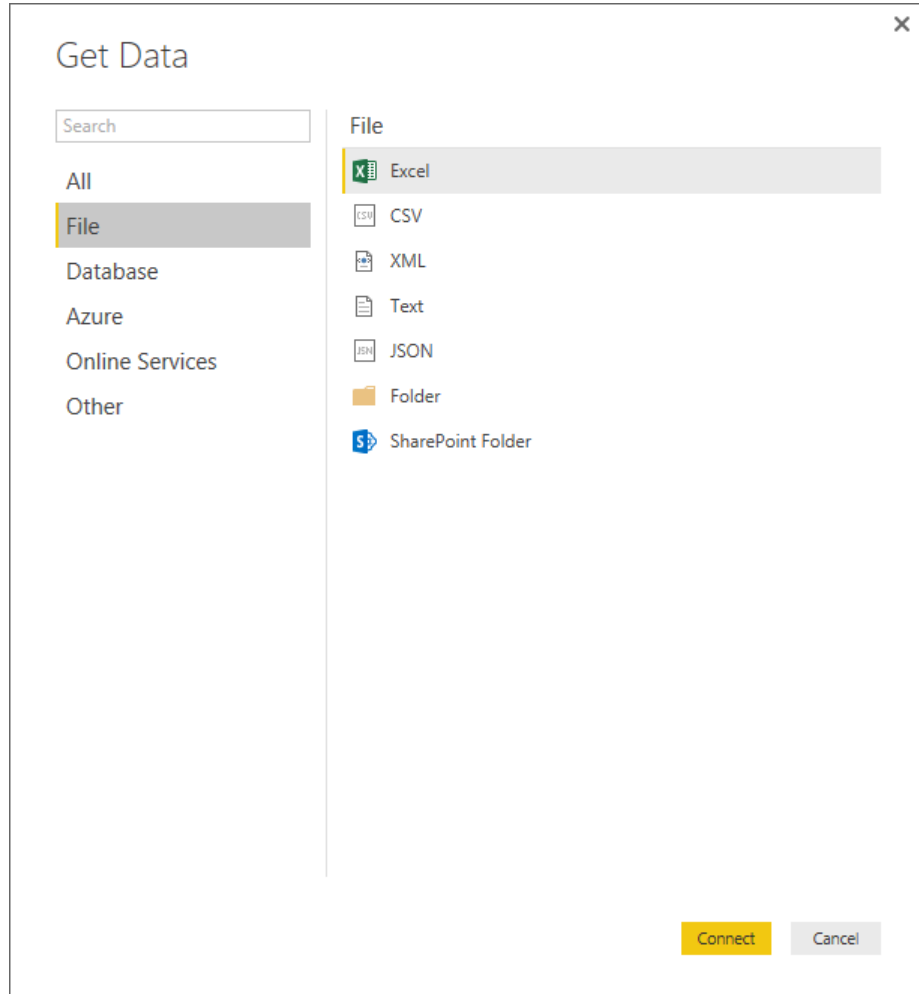 Get Data
Search
All
File
Database
Azure
Online Services
Other
File
Excel
CSV
XML
Text
JSON
Folder
SharePoint Folder
Connect
Cancel